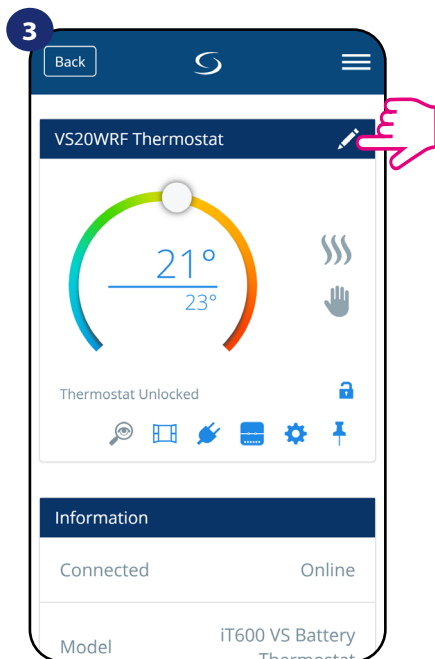 3
Back
VS20WRF Thermostat
21°
23°
Thermostat Unlocked
Information
Connected Online
Model iT600 VS Battery
Thermostat